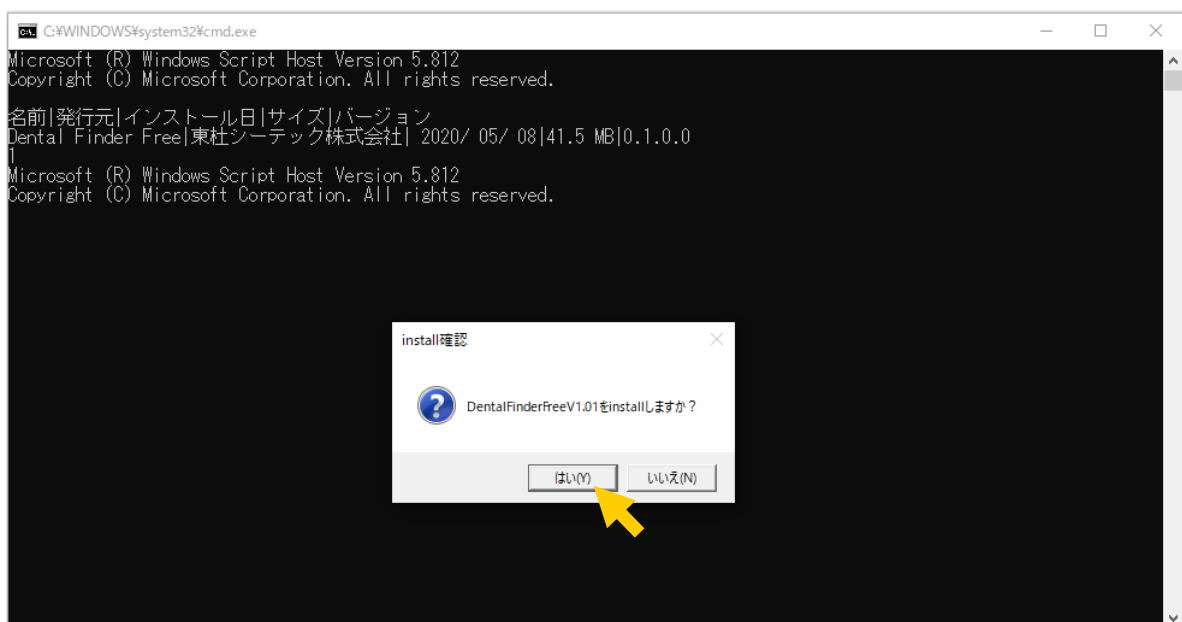 C:¥WINDOWS¥system32¥cmd.exe
Microsoft (R) Windows Script Host Version 5.812
Copyright (C) Microsoft Corporation. All rights reserved.
名前|発行元|インストール日|サイズ|バージョン
Dental Finder Free|東杜シーテック株式会社| 2020/ 05/ 08|41.5 MB|0.1.0.0
1
Microsoft (R) Windows Script Host Version 5.812
Copyright (C) Microsoft Corporation. All rights reserved.
install確認
DentalFinderFreeV1.01をinstallしますか？
はい(Y) いいえ(N)